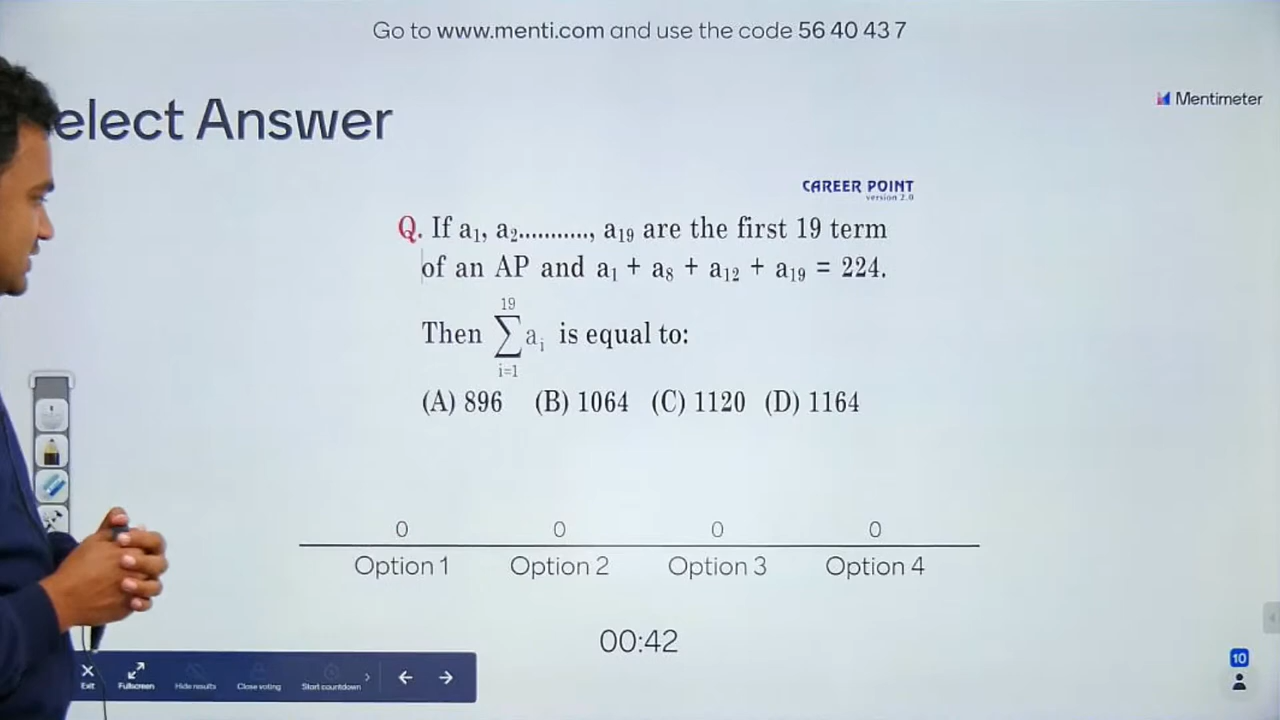 Go to www.menti.com and use the code 56 40 43 7
elect Answer
Mentimeter
CAREER POINT
version 2.0
Q. If a₁, a₂..........., a₁₉ are the first 19 term
of an AP and a₁ + a₈ + a₁₂ + a₁₉ = 224.
19
Then ∑ aᵢ is equal to:
i=1
(A) 896 (B) 1064 (C) 1120 (D) 1164
0 0 0 0
Option 1 Option 2 Option 3 Option 4
00:42
Exit Fullscreen Hide results Close voting Start countdown
10